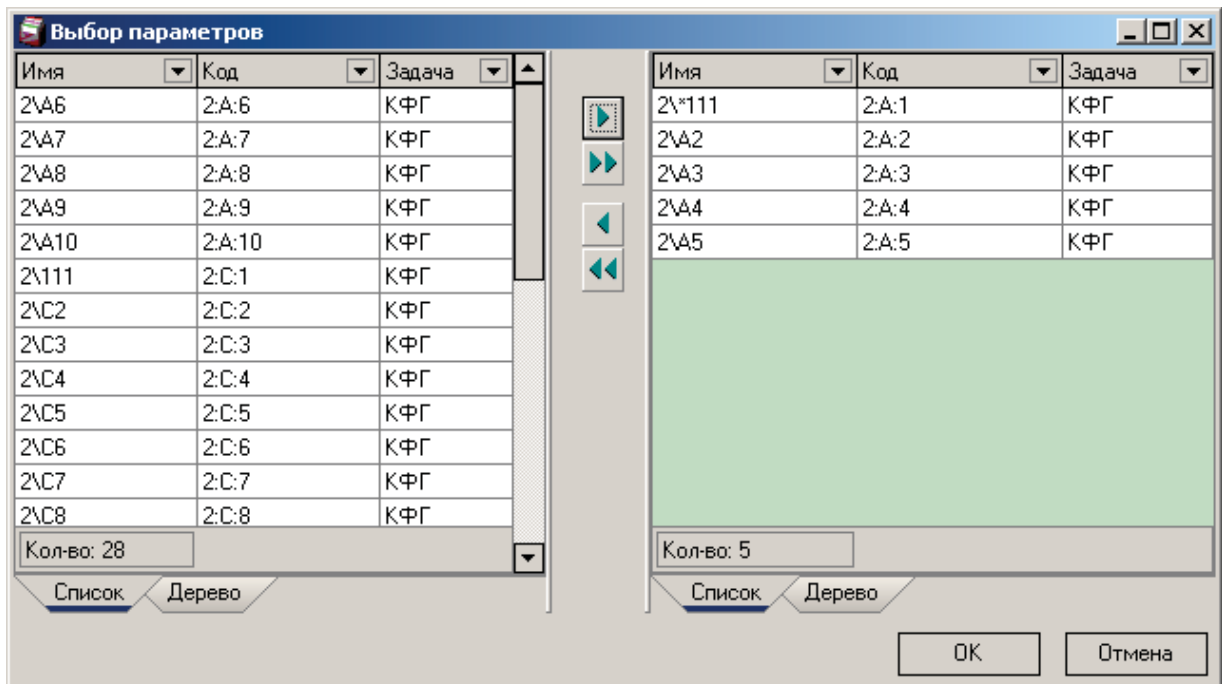 Выбор параметров
Имя Код Задача
2\A6 2:A:6 КФГ
2\A7 2:A:7 КФГ
2\A8 2:A:8 КФГ
2\A9 2:A:9 КФГ
2\A10 2:A:10 КФГ
2\111 2:C:1 КФГ
2\C2 2:C:2 КФГ
2\C3 2:C:3 КФГ
2\C4 2:C:4 КФГ
2\C5 2:C:5 КФГ
2\C6 2:C:6 КФГ
2\C7 2:C:7 КФГ
2\C8 2:C:8 КФГ
Кол-во: 28
Список Дерево
Имя Код Задача
2\*111 2:A:1 КФГ
2\A2 2:A:2 КФГ
2\A3 2:A:3 КФГ
2\A4 2:A:4 КФГ
2\A5 2:A:5 КФГ
Кол-во: 5
Список Дерево
OK Отмена